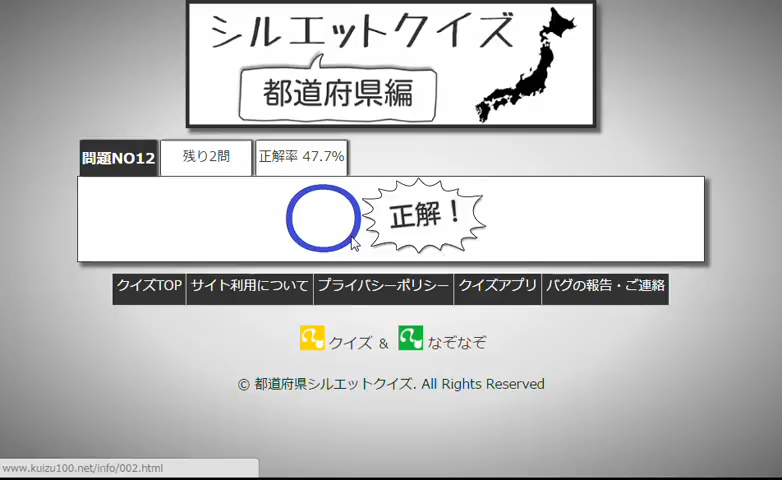 シルエットクイズ
都道府県編
問題NO12
残り2問
正解率 47.7%
正解！
クイズTOP
サイト利用について
プライバシーポリシー
クイズアプリ
バグの報告・ご連絡
クイズ & なぞなぞ
© 都道府県シルエットクイズ. All Rights Reserved
www.kuizu100.net/info/002.html